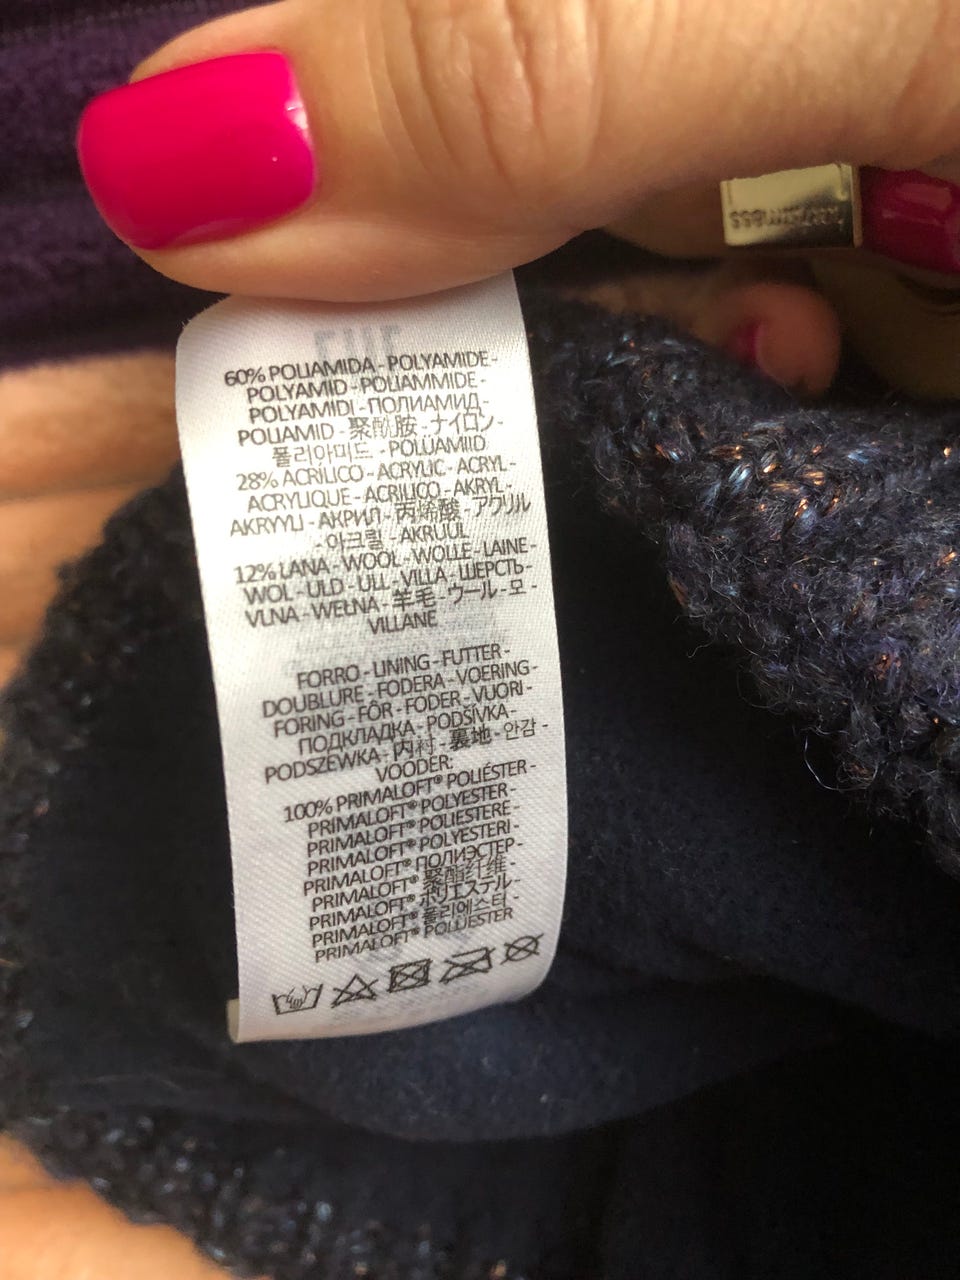 60% POLIAMIDA - POLYAMIDE -
POLYAMID - POLIAMMIDE -
POLYAMIDI - ПОЛИАМИД -
POLIAMID - 聚酰胺 - ナイロン -
폴리아미드 - POLÜAMIID
28% ACRÍLICO - ACRYLIC - ACRYL -
ACRYLIQUE - ACRILICO - AKRYL -
AKRYYLI - АКРИЛ - 丙烯酸 - アクリル
- 아크릴 - AKRUUL
12% LANA - WOOL - WOLLE - LAINE -
WOL - ULD - ULL - VILLA - ШЕРСТЬ -
VLNA - WEŁNA - 羊毛 - ウール - 모 -
VILLANE
FORRO - LINING - FUTTER -
DOUBLURE - FODERA - VOERING -
FORING - FÔR - FODER - VUORI -
ПОДКЛАДКА - PODŠÍVKA -
PODSZEWKA - 内衬 - 裏地 - 안감 -
VOODER:
100% PRIMALOFT® POLIÉSTER -
PRIMALOFT® POLYESTER -
PRIMALOFT® POLIESTERE -
PRIMALOFT® POLYESTERI -
PRIMALOFT® ПОЛИЭСТЕР -
PRIMALOFT® 聚酯纤维 -
PRIMALOFT® ポリエステル -
PRIMALOFT® 폴리에스터 -
PRIMALOFT® POLÜESTER